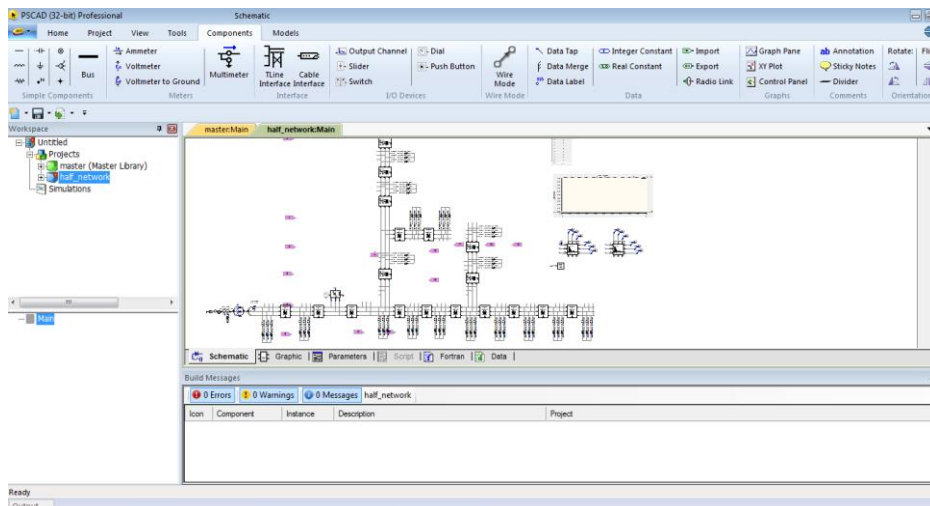 PSCAD (32-bit) Professional Schematic
Home Project View Tools Components Models
Ammeter Output Channel Dial Data Tap Integer Constant Import Graph Pane Annotation Rotate:
Voltmeter Slider Push Button Data Merge Real Constant Export XY Plot Sticky Notes
Bus Voltmeter to Ground Multimeter TLine Interface Cable Interface Switch Wire Mode Data Label Radio Link Control Panel Divider
Simple Components Meters Interface I/O Devices Wire Mode Data Graphs Comments
Workspace master:Main half_network:Main
Untitled
Projects
master (Master Library)
half_network
Simulations
Main
Schematic Graphic Parameters Script Fortran Data
Build Messages
0 Errors 0 Warnings 0 Messages half_network
Icon Component Instance Description Project
Ready